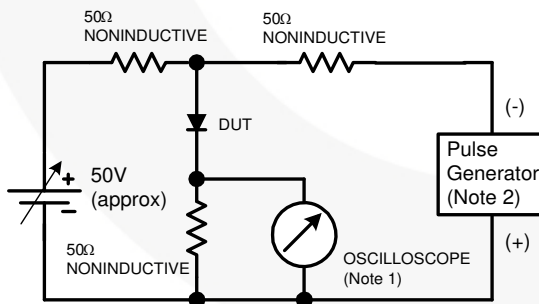 50Ω
NONINDUCTIVE
50Ω
NONINDUCTIVE
(-)
DUT
Pulse
Generator
(Note 2)
+
50V
(approx)
−
(+)
50Ω
NONINDUCTIVE
OSCILLOSCOPE
(Note 1)